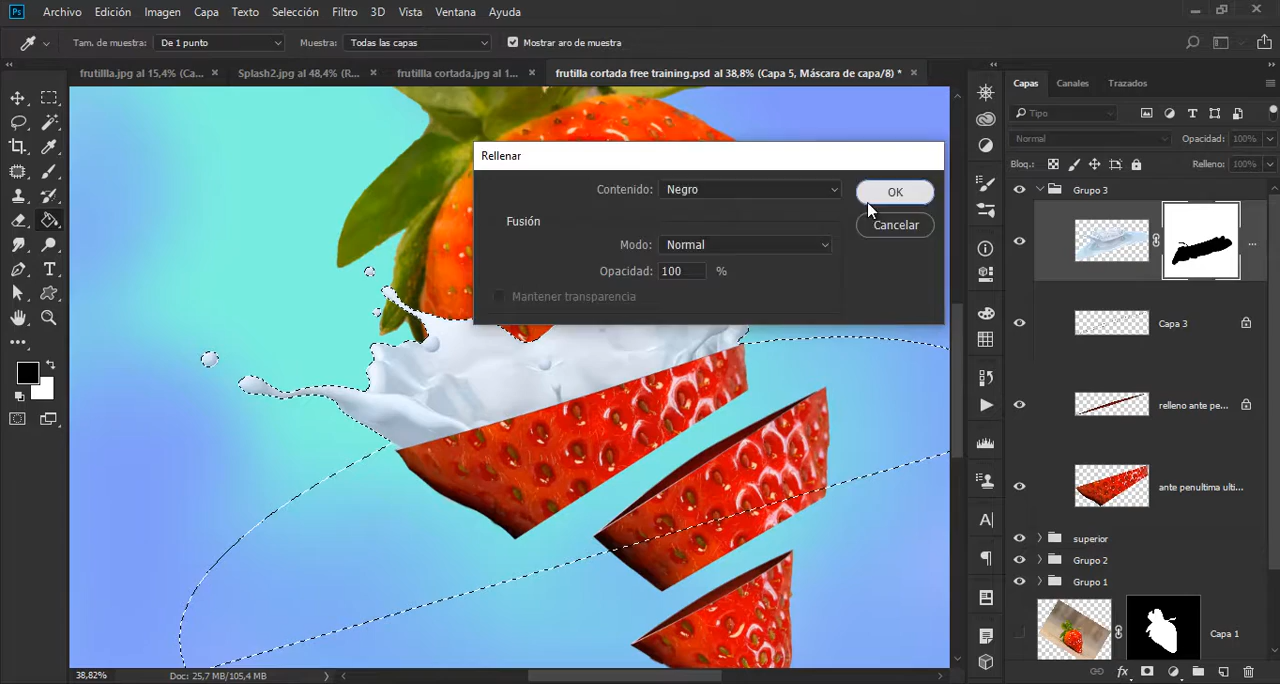 Ps Archivo Edición Imagen Capa Texto Selección Filtro 3D Vista Ventana Ayuda
Tam. de muestra: De 1 punto Muestra: Todas las capas Mostrar aro de muestra
frutillla.jpg al 15,4% (Ca... × Splash2.jpg al 48,4% (R... × frutilla cortada.jpg al 1... × frutilla cortada free training.psd al 38,8% (Capa 5, Máscara de capa/8) * ×
Capas Canales Trazados
Tipo
Normal Opacidad: 100%
Bloq.: Relleno: 100%
Grupo 3
Capa 3
relleno ante pe...
ante penultima ulti...
superior
Grupo 2
Grupo 1
Capa 1
Rellenar
Contenido: Negro OK
Fusión Cancelar
Modo: Normal
Opacidad: 100 %
Mantener transparencia
38,82% Doc: 25,7 MB/105,4 MB